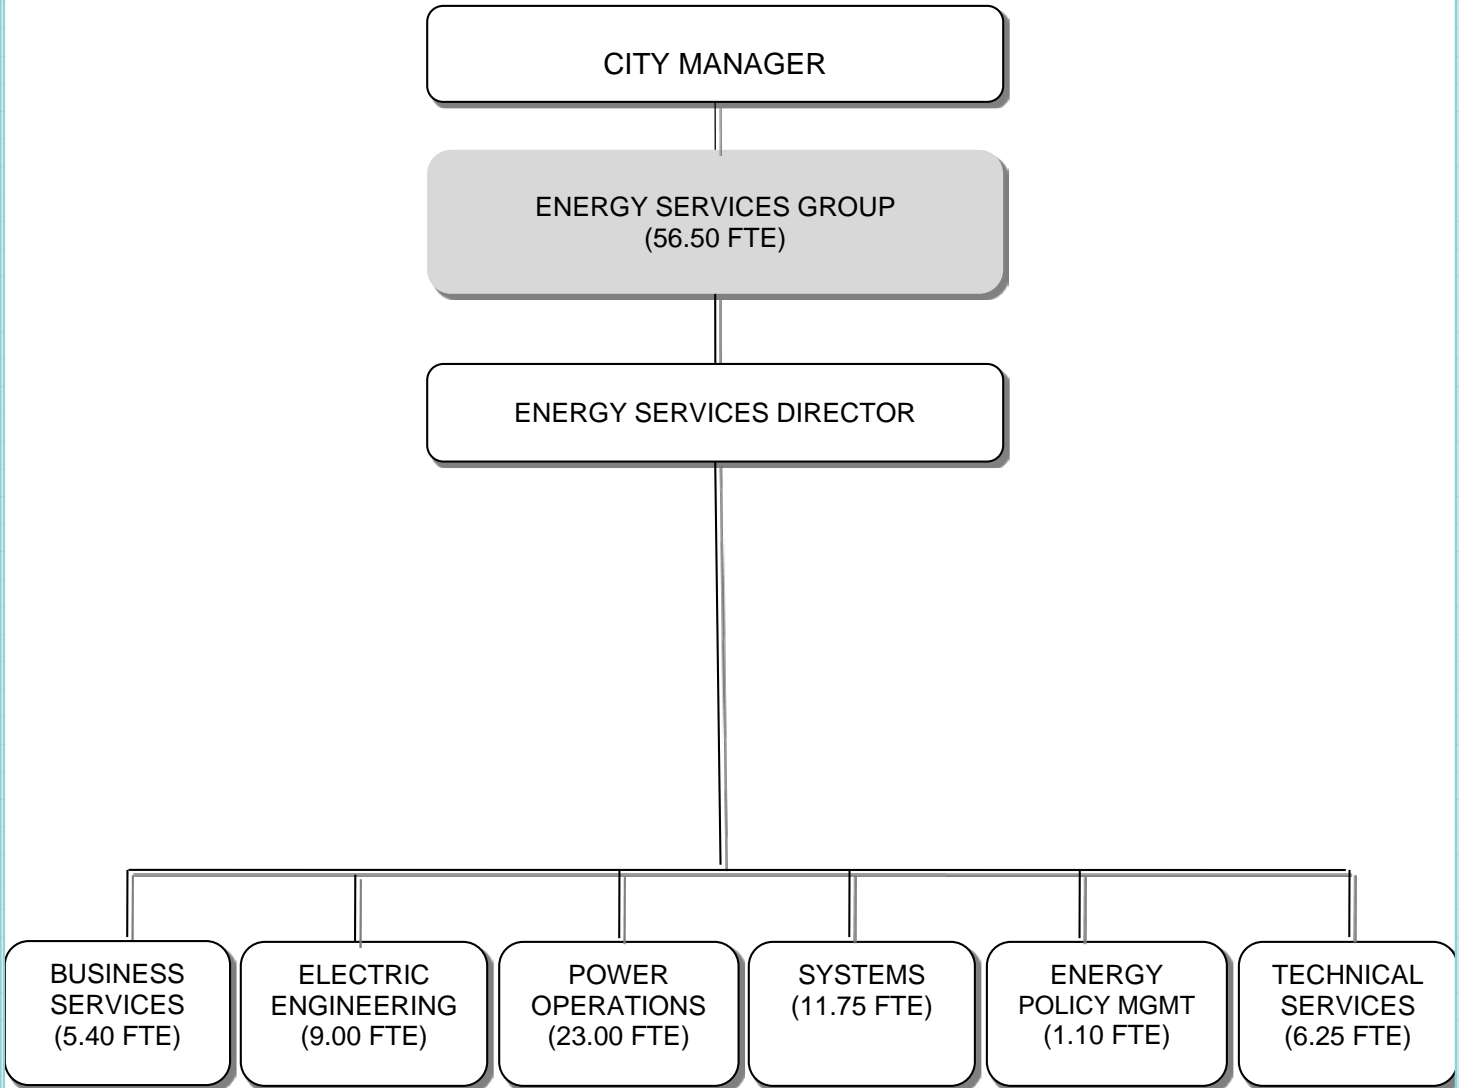 CITY MANAGER
ENERGY SERVICES GROUP
(56.50 FTE)
ENERGY SERVICES DIRECTOR
BUSINESS
SERVICES
(5.40 FTE)
ELECTRIC
ENGINEERING
(9.00 FTE)
POWER
OPERATIONS
(23.00 FTE)
SYSTEMS
(11.75 FTE)
ENERGY
POLICY MGMT
(1.10 FTE)
TECHNICAL
SERVICES
(6.25 FTE)